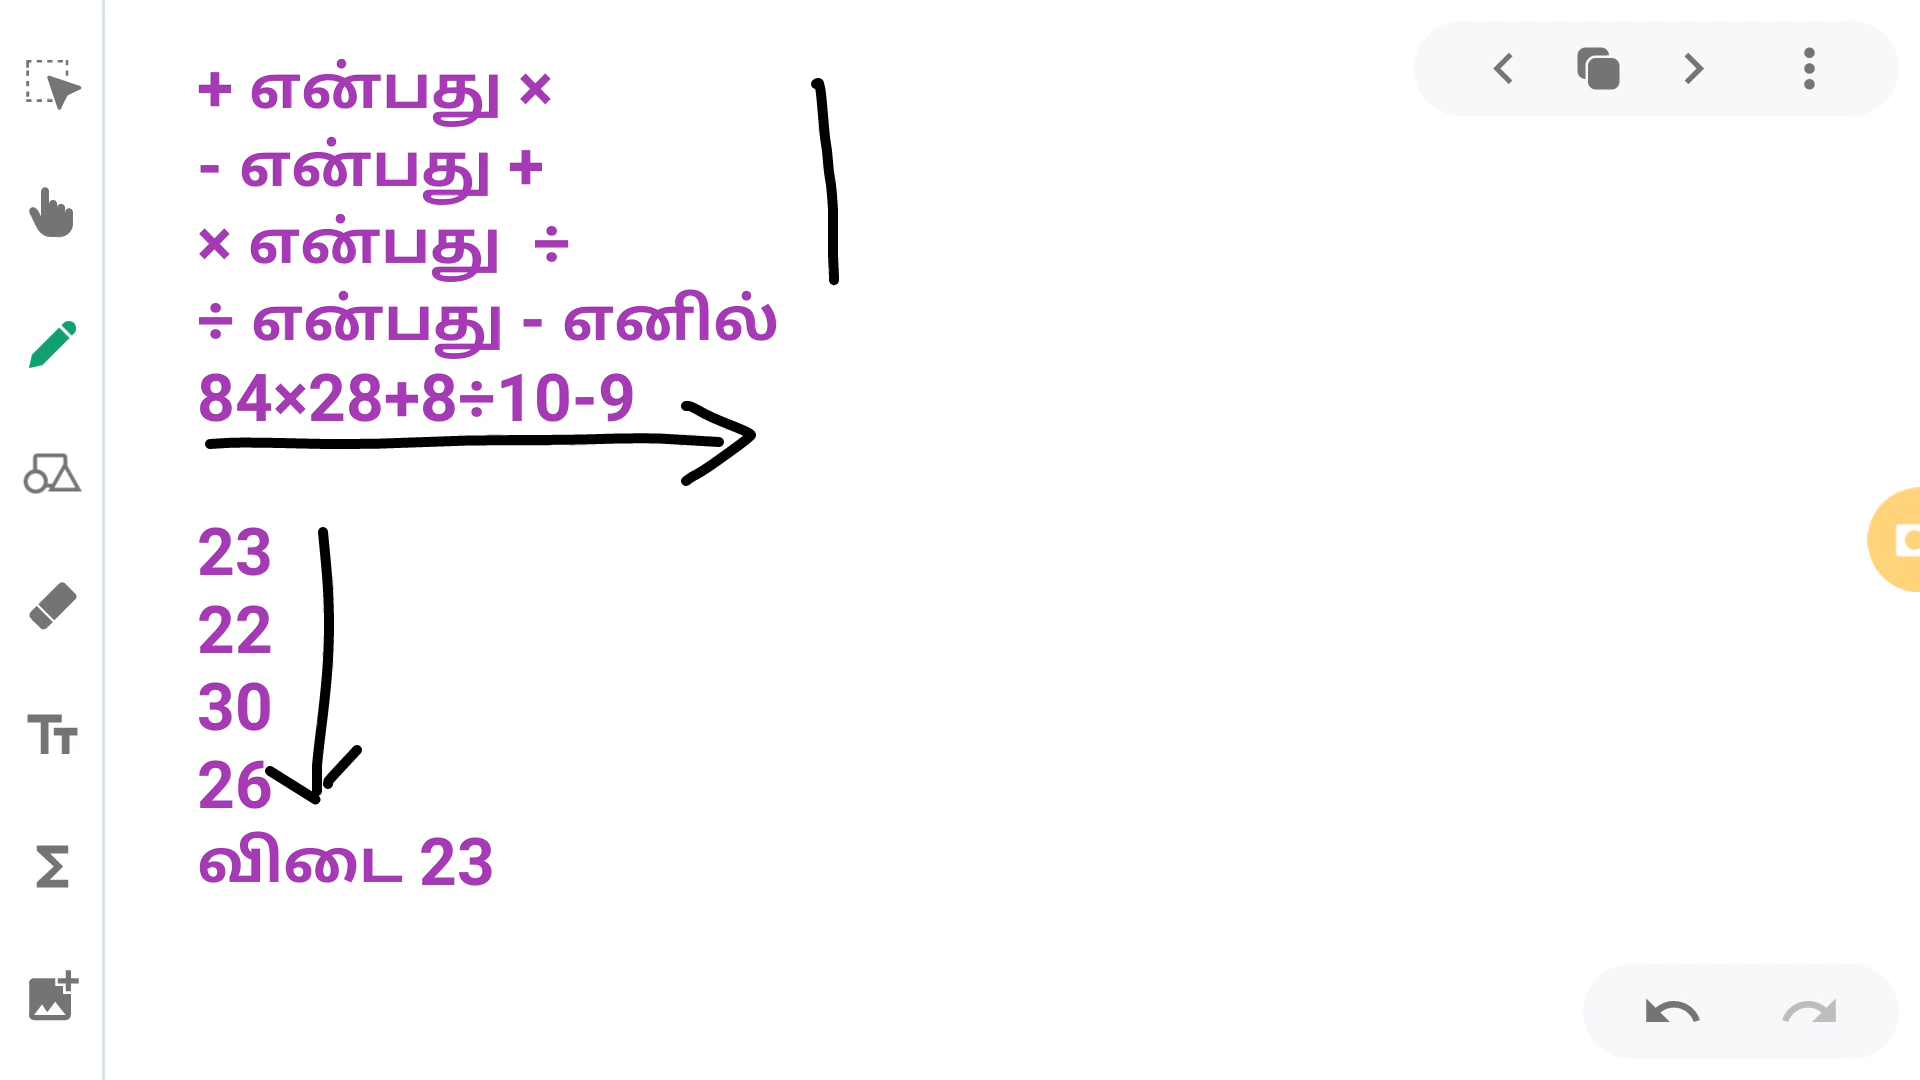 + என்பது ×
- என்பது +
× என்பது ÷
÷ என்பது - எனில்
84×28+8÷10-9
23
22
30
26
விடை 23